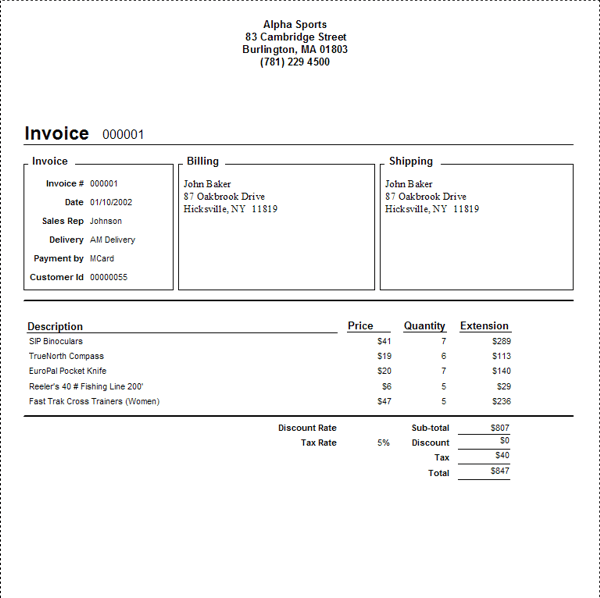 Alpha Sports
83 Cambridge Street
Burlington, MA 01803
(781) 229 4500
Invoice 000001
Invoice
Invoice # 000001
Date 01/10/2002
Sales Rep Johnson
Delivery AM Delivery
Payment by MCard
Customer Id 00000055
Billing
John Baker
87 Oakbrook Drive
Hicksville, NY 11819
Shipping
John Baker
87 Oakbrook Drive
Hicksville, NY 11819
Description Price Quantity Extension
SIP Binoculars $41 7 $289
TrueNorth Compass $19 6 $113
EuroPal Pocket Knife $20 7 $140
Reeler's 40 # Fishing Line 200' $6 5 $29
Fast Trak Cross Trainers (Women) $47 5 $236
Discount Rate Sub-total $807
Tax Rate 5% Discount $0
Tax $40
Total $847